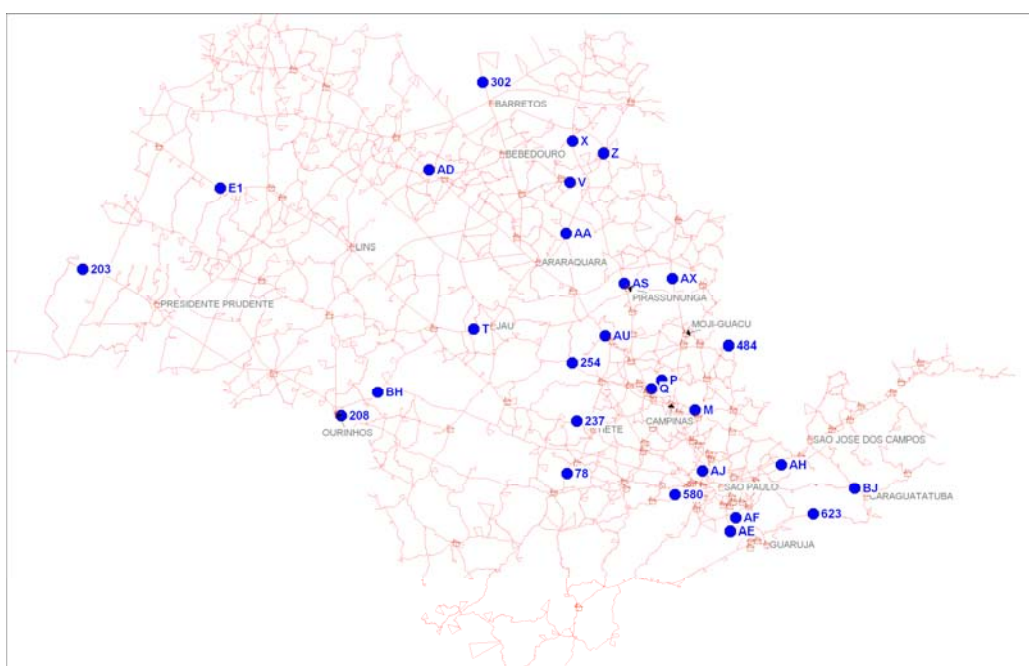 302
BARRETOS
X
BEBEDOURO
Z
AD
V
E1
AA
LINS
ARARAQUARA
203
AX
AS
PIRASSUNUNGA
PRESIDENTE PRUDENTE
T
JAU
MOJI-GUACU
AU
484
254
P
Q
BH
M
208
CAMPINAS
237
OURINHOS
SAO JOSE DOS CAMPOS
AH
AJ
78
SAO PAULO
BJ
580
CARAGUATATUBA
623
AF
AE
GUARUJA